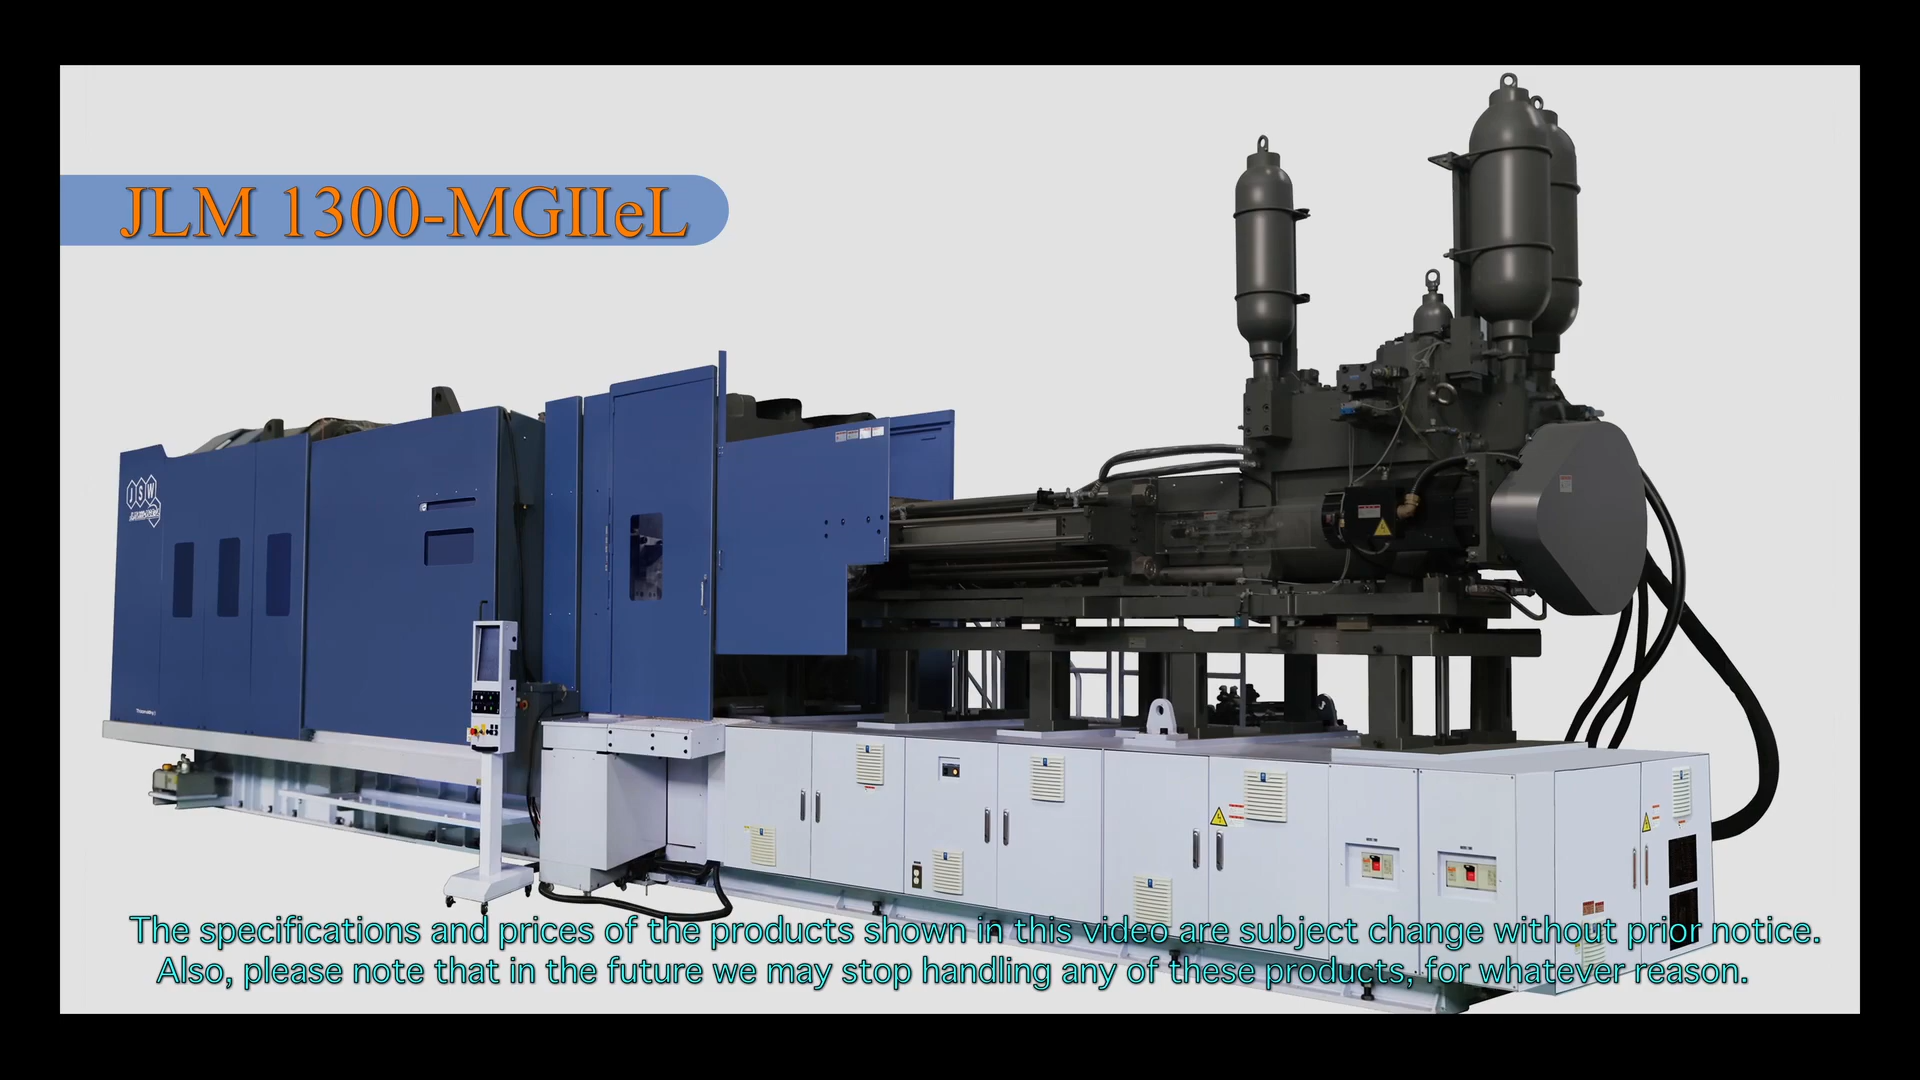 JLM 1300-MGIIeL
JSW
The specifications and prices of the products shown in this video are subject change without prior notice.
Also, please note that in the future we may stop handling any of these products, for whatever reason.